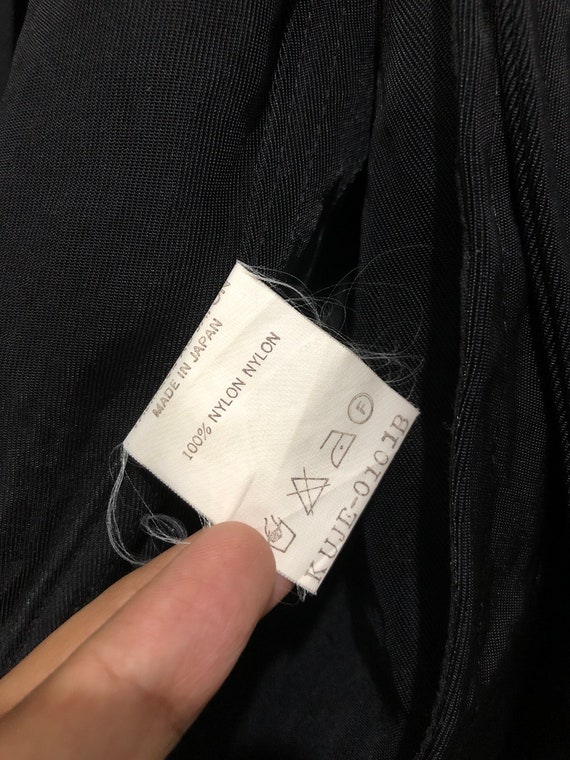 MADE IN JAPAN
100% NYLON NYLON
F
KUJE-0101B